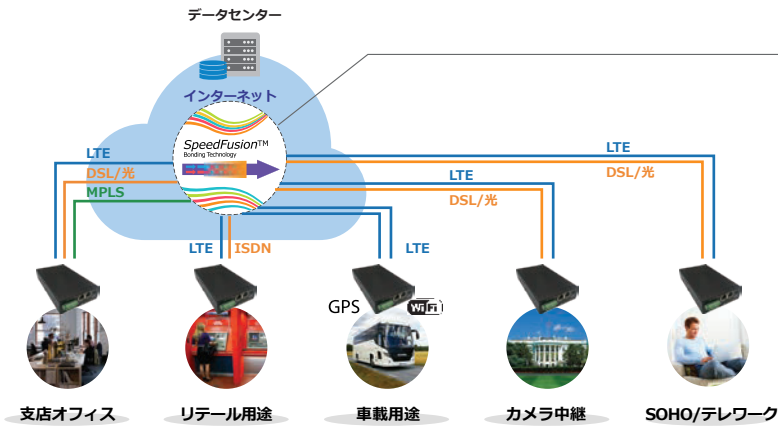 データセンター
インターネット
SpeedFusion™
Bonding Technology
LTE
DSL/光
MPLS
LTE
DSL/光
LTE
DSL/光
LTE
ISDN
LTE
GPS
WiFi
支店オフィス
リテール用途
車載用途
カメラ中継
SOHO/テレワーク